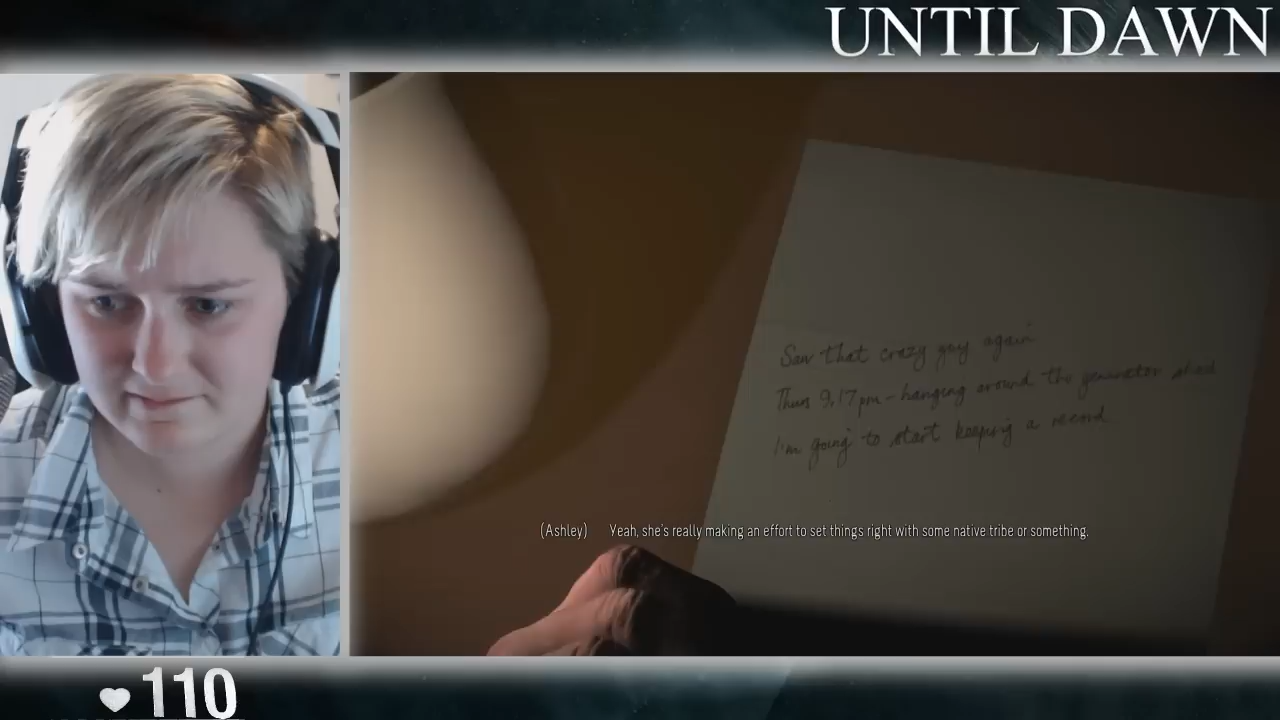 UNTIL DAWN
Saw that crazy guy again
Thurs 9.17pm - hanging around the generator shed
I'm going to start keeping a record
(Ashley) Yeah, she's really making an effort to set things right with some native tribe or something.
110